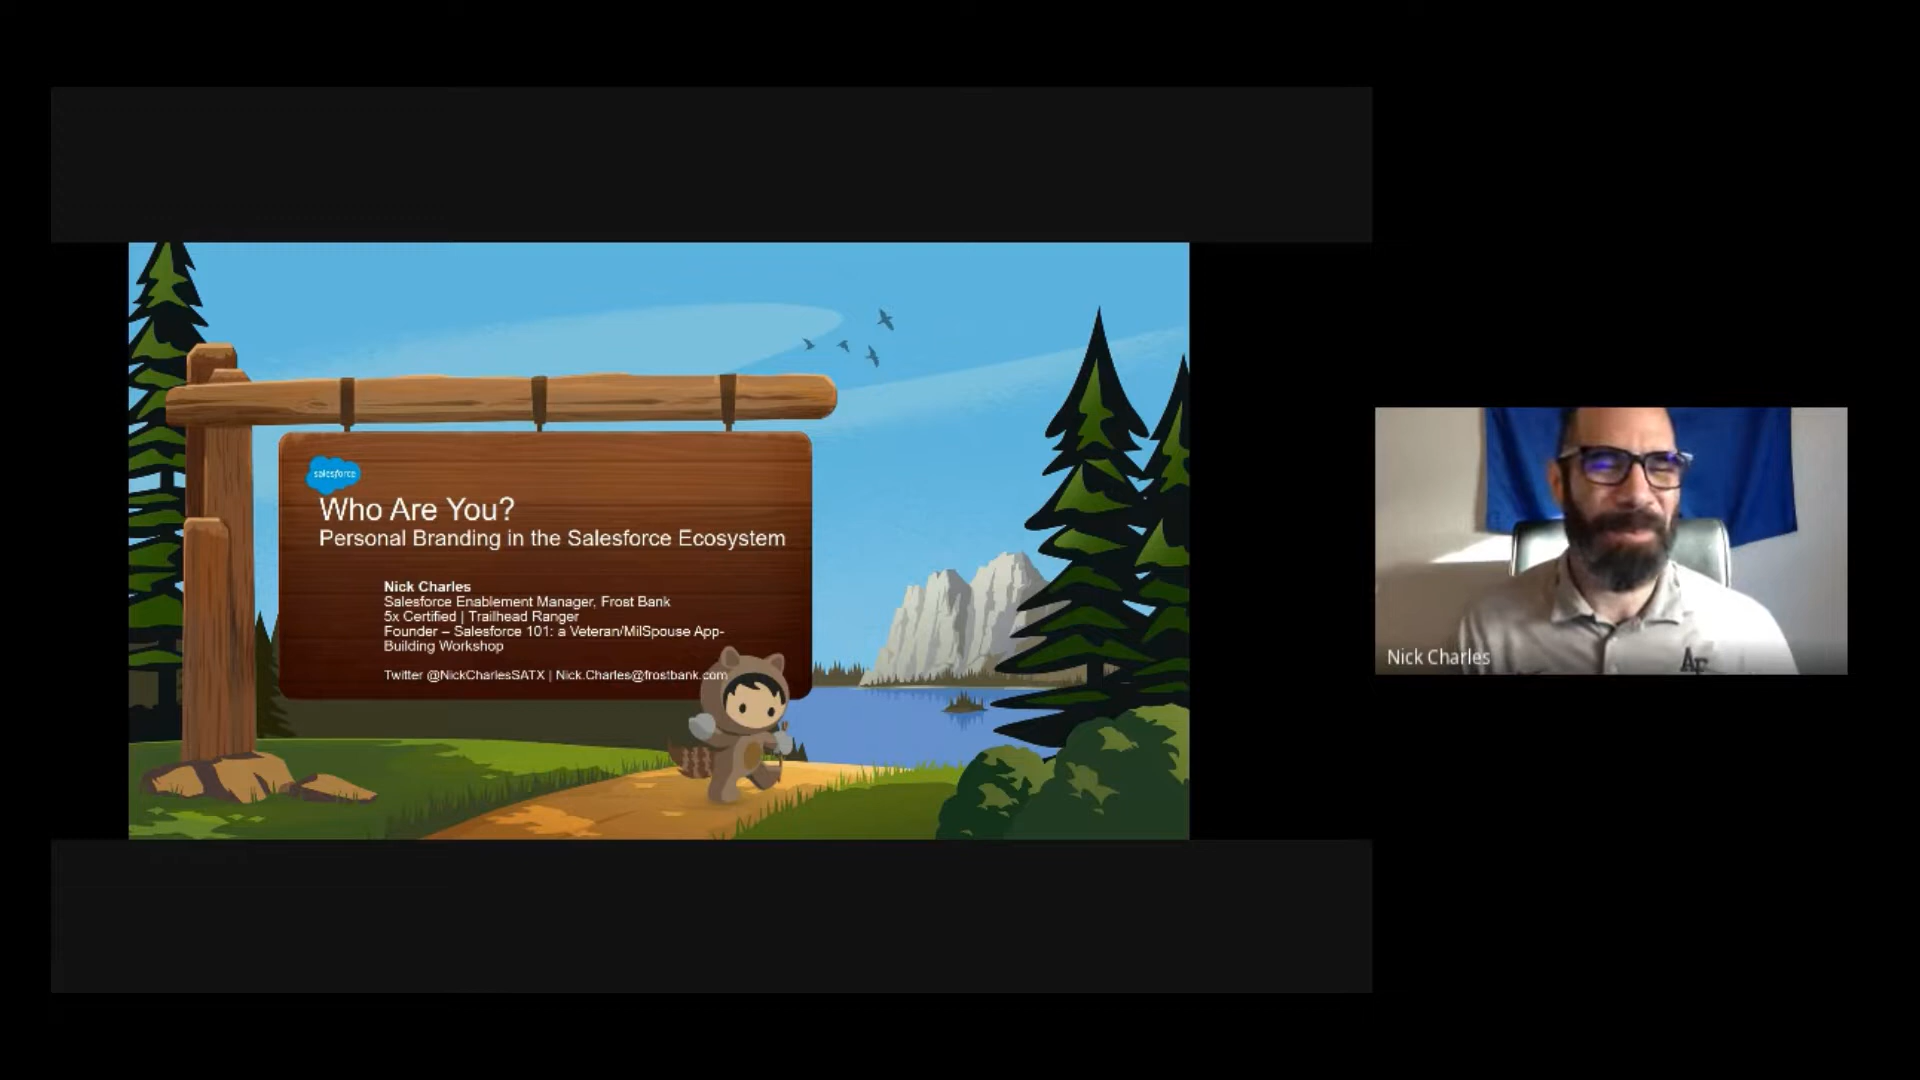 salesforce
Who Are You?
Personal Branding in the Salesforce Ecosystem
Nick Charles
Salesforce Enablement Manager, Frost Bank
5x Certified | Trailhead Ranger
Founder – Salesforce 101: a Veteran/MilSpouse App-
Building Workshop
Twitter @NickCharlesSATX | Nick.Charles@frostbank.com
Nick Charles